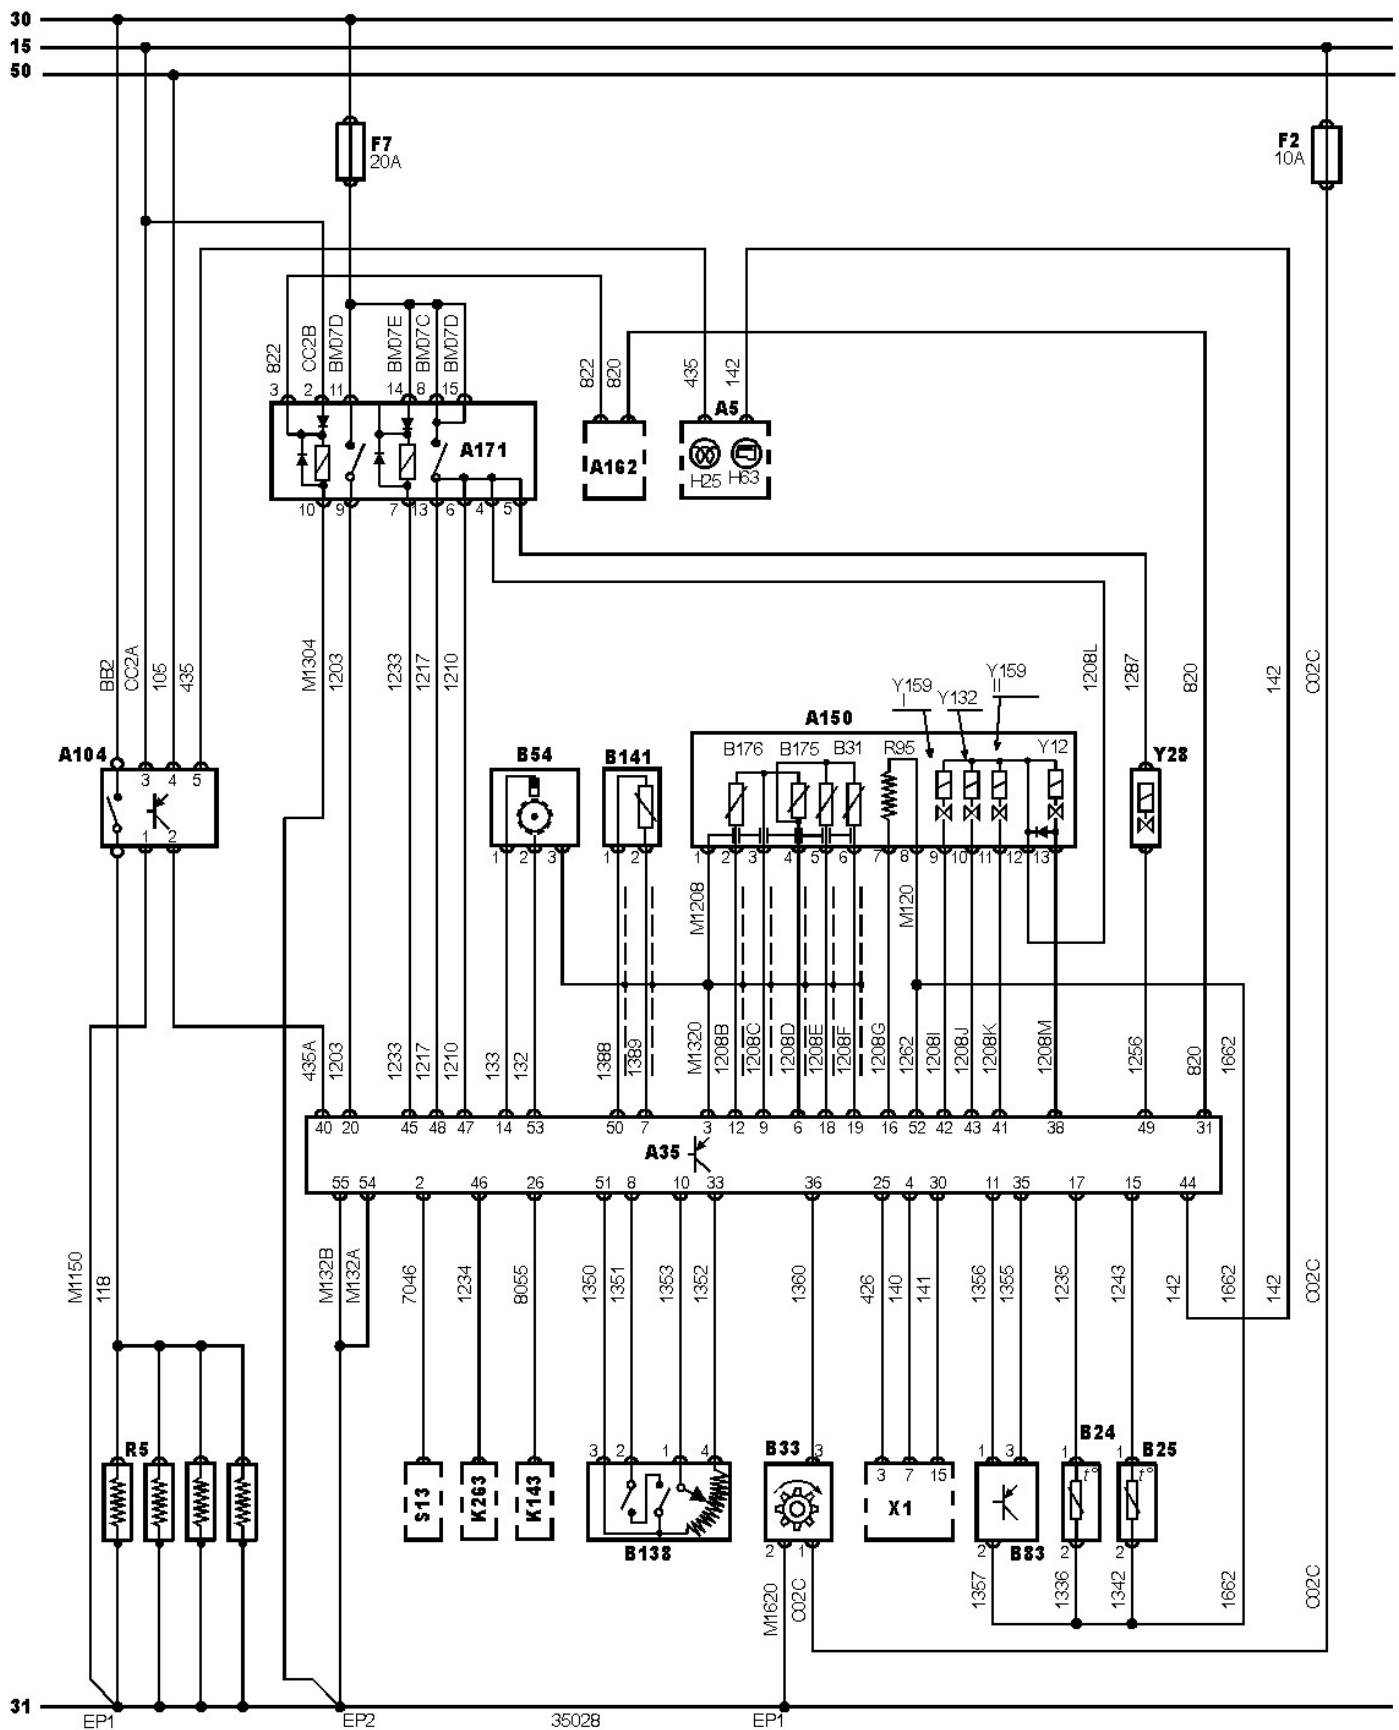 30
15
50
F7
20A
F2
10A
822
CC2B
BM07D
BM07E
BM07C
BM07D
822
820
435
142
3 2 11 14 8 15
A171
A162
A5
H25 H63
10 9 7 13 6 4 5
BB2
CC2A
105
435
M1304
1203
1233
1217
1210
1208L
1287
820
142
C02C
Y159
I
Y132
Y159
II
A104
B54
B141
A150
Y28
B176 B175 B31 R95 Y12
3 4 5
1 2
1 2 3
1 2
1 2 3 4 5 6 7 8 9 10 11 12 13
M1208
M120
435A
1203
1233
1217
1210
133
132
1388
1389
M1320
1208B
1208C
1208D
1208E
1208F
1208G
1262
1208I
1208J
1208K
1208M
1256
820
1662
40 20 45 48 47 14 53 50 7 3 12 9 6 18 19 16 52 42 43 41 38 49 31
A35
55 54 2 46 26 51 8 10 33 36 25 4 30 11 35 17 15 44
M1150
118
M132B
M132A
7046
1234
8055
1350
1351
1353
1352
1360
426
140
141
1356
1355
1235
1243
142
1662
142
C02C
R5
3 2 1 4
B33
3
1 3
1
B24
1
B25
S13
K263
K143
3 7 15
X1
t°
t°
B138
2 1
2
B83
2
2
M1620
C02C
1357
1336
1342
1662
C02C
31
EP1
EP2
35028
EP1